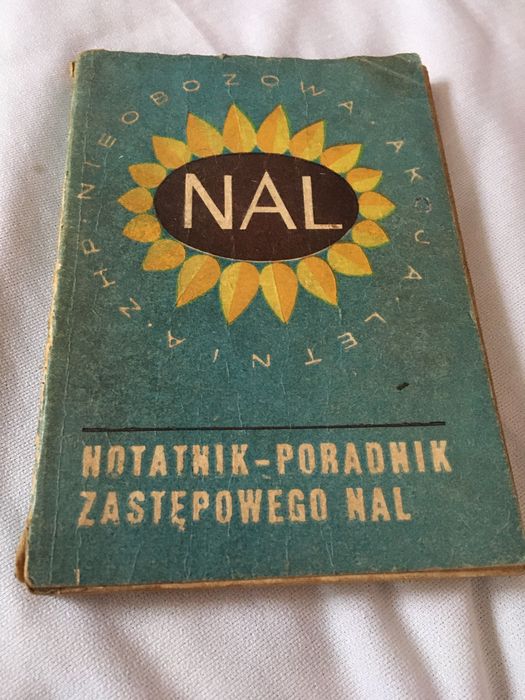 ZHP · NIEOBOZOWA · AKCJA · LETNIA ·
NAL
NOTATNIK-PORADNIK
ZASTĘPOWEGO NAL